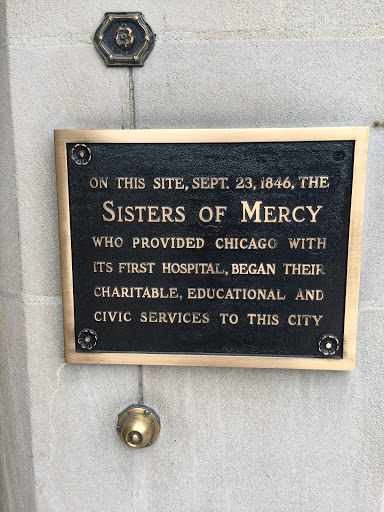 ON THIS SITE, SEPT. 23, 1846, THE
SISTERS OF MERCY
WHO PROVIDED CHICAGO WITH
ITS FIRST HOSPITAL, BEGAN THEIR
CHARITABLE, EDUCATIONAL AND
CIVIC SERVICES TO THIS CITY